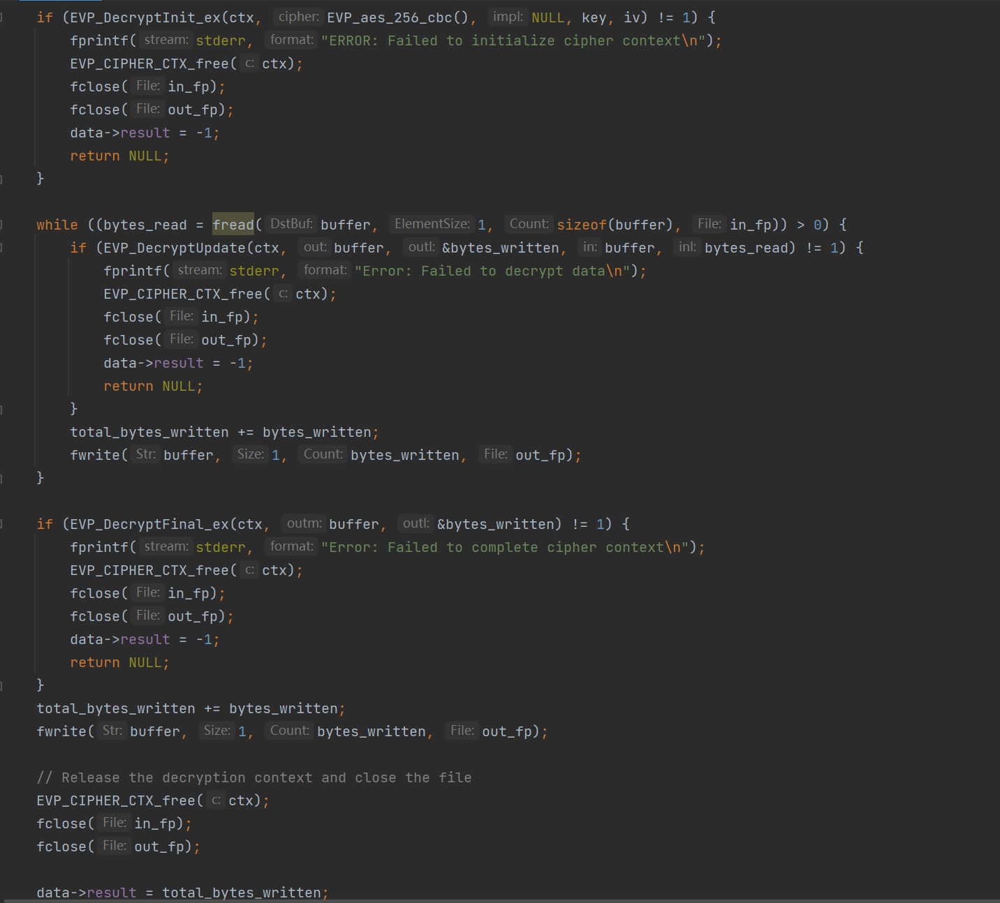 if (EVP_DecryptInit_ex(ctx, cipher: EVP_aes_256_cbc(), impl: NULL, key, iv) != 1) {
fprintf( stream: stderr, format: "ERROR: Failed to initialize cipher context\n");
EVP_CIPHER_CTX_free( c: ctx);
fclose( File: in_fp);
fclose( File: out_fp);
data->result = -1;
return NULL;
}
while ((bytes_read = fread( DstBuf: buffer, ElementSize: 1, Count: sizeof(buffer), File: in_fp)) > 0) {
if (EVP_DecryptUpdate(ctx, out: buffer, outl: &bytes_written, in: buffer, inl: bytes_read) != 1) {
fprintf( stream: stderr, format: "Error: Failed to decrypt data\n");
EVP_CIPHER_CTX_free( c: ctx);
fclose( File: in_fp);
fclose( File: out_fp);
data->result = -1;
return NULL;
}
total_bytes_written += bytes_written;
fwrite( Str: buffer, Size: 1, Count: bytes_written, File: out_fp);
}
if (EVP_DecryptFinal_ex(ctx, outm: buffer, outl: &bytes_written) != 1) {
fprintf( stream: stderr, format: "Error: Failed to complete cipher context\n");
EVP_CIPHER_CTX_free( c: ctx);
fclose( File: in_fp);
fclose( File: out_fp);
data->result = -1;
return NULL;
}
total_bytes_written += bytes_written;
fwrite( Str: buffer, Size: 1, Count: bytes_written, File: out_fp);
// Release the decryption context and close the file
EVP_CIPHER_CTX_free( c: ctx);
fclose( File: in_fp);
fclose( File: out_fp);
data->result = total_bytes_written;